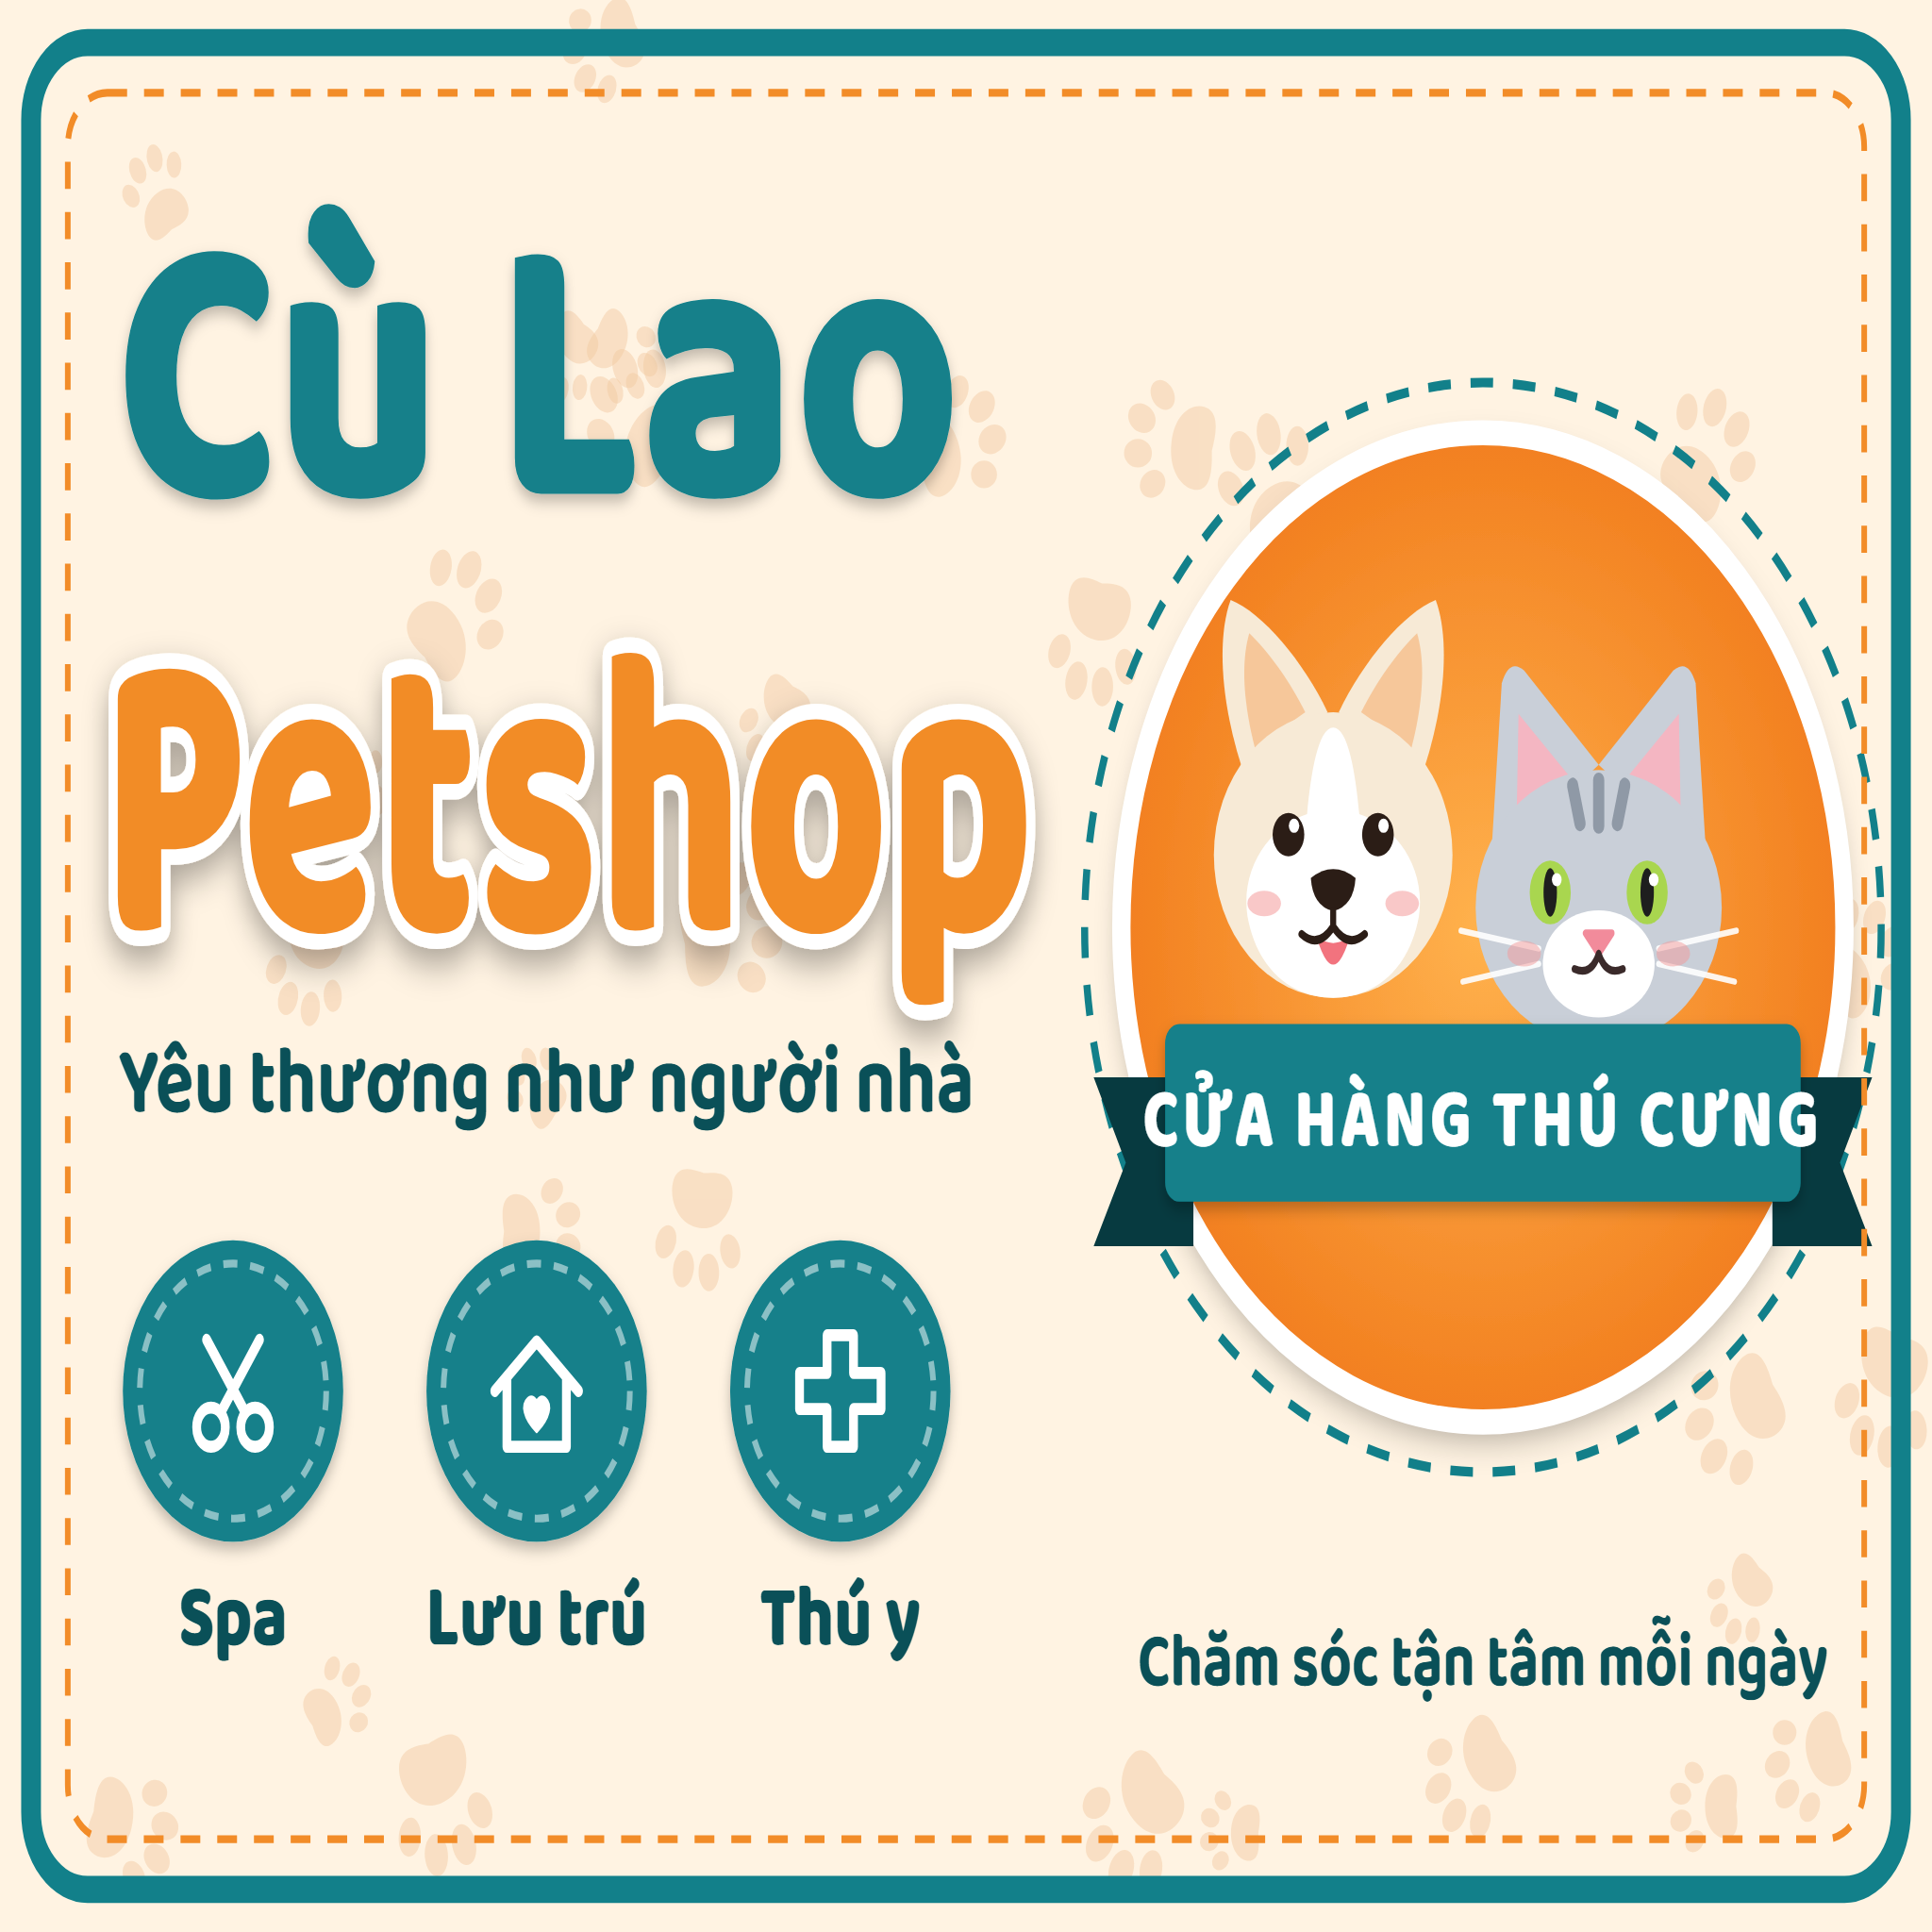 Cù Lao
Petshop
Yêu thương như người nhà
CỬA HÀNG THÚ CƯNG
Spa
Lưu trú
Thú y
Chăm sóc tận tâm mỗi ngày